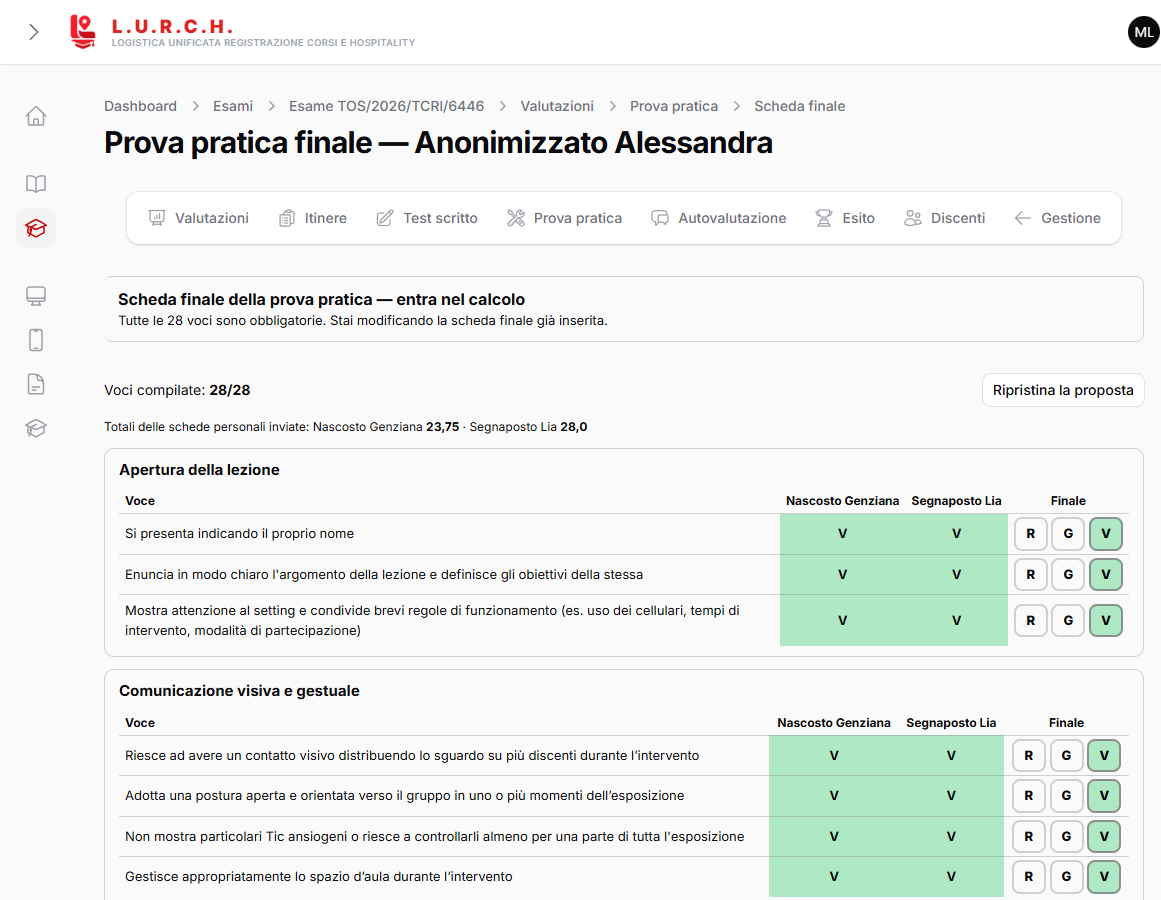 L.U.R.C.H.
LOGISTICA UNIFICATA REGISTRAZIONE CORSI E HOSPITALITY
ML
Dashboard > Esami > Esame TOS/2026/TCRI/6446 > Valutazioni > Prova pratica > Scheda finale
Prova pratica finale — Anonimizzato Alessandra
Valutazioni Itinere Test scritto Prova pratica Autovalutazione Esito Discenti Gestione
Scheda finale della prova pratica — entra nel calcolo
Tutte le 28 voci sono obbligatorie. Stai modificando la scheda finale già inserita.
Voci compilate: 28/28
Ripristina la proposta
Totali delle schede personali inviate: Nascosto Genziana 23,75 · Segnaposto Lia 28,0
Apertura della lezione
Voce Nascosto Genziana Segnaposto Lia Finale
Si presenta indicando il proprio nome V V R G V
Enuncia in modo chiaro l'argomento della lezione e definisce gli obiettivi della stessa V V R G V
Mostra attenzione al setting e condivide brevi regole di funzionamento (es. uso dei cellulari, tempi di
intervento, modalità di partecipazione) V V R G V
Comunicazione visiva e gestuale
Voce Nascosto Genziana Segnaposto Lia Finale
Riesce ad avere un contatto visivo distribuendo lo sguardo su più discenti durante l’intervento V V R G V
Adotta una postura aperta e orientata verso il gruppo in uno o più momenti dell’esposizione V V R G V
Non mostra particolari Tic ansiogeni o riesce a controllarli almeno per una parte di tutta l'esposizione V V R G V
Gestisce appropriatamente lo spazio d’aula durante l’intervento V V R G V